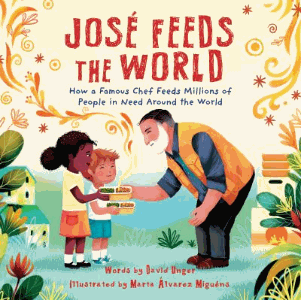 JOSÉ FEEDS
THE WORLD
How a Famous Chef Feeds Millions of
People in Need Around the World
Words by David Unger
Illustrated by Marta Álvarez Miguéns